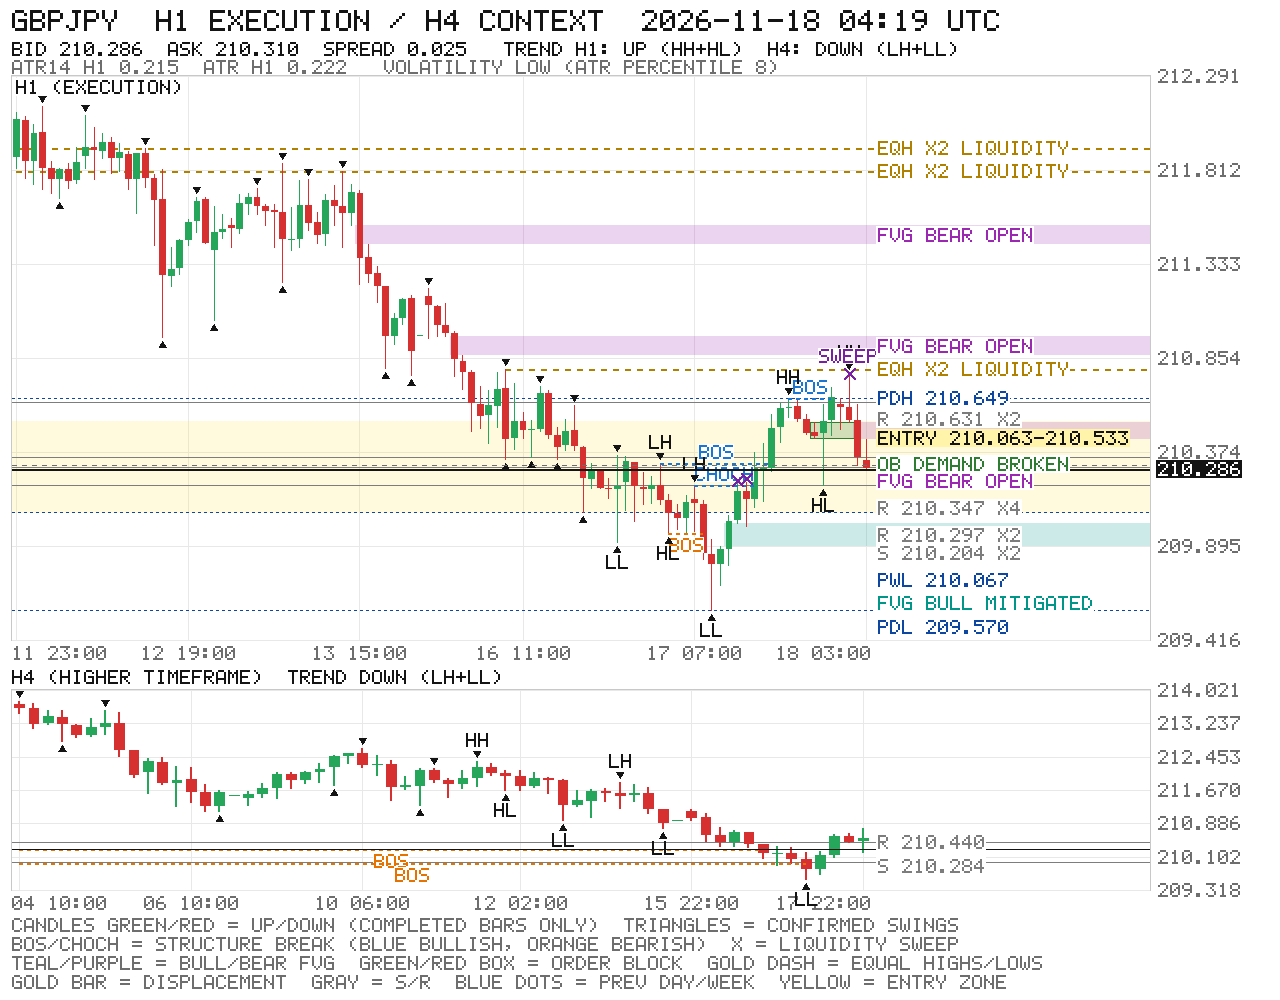 GBPJPY H1 EXECUTION / H4 CONTEXT 2026-11-18 04:19 UTC
BID 210.286 ASK 210.310 SPREAD 0.025 TREND H1: UP (HH+HL) H4: DOWN (LH+LL)
ATR14 H1 0.215 ATR H1 0.222 VOLATILITY LOW (ATR PERCENTILE 8)
212.291
H1 (EXECUTION)
EQH X2 LIQUIDITY
211.812
EQH X2 LIQUIDITY
FVG BEAR OPEN
211.333
FVG BEAR OPEN
SWEEP
210.854
EQH X2 LIQUIDITY
HH
BOS
PDH 210.649
R 210.631 X2
ENTRY 210.063-210.533
LH
BOS
210.374
LH
OB DEMAND BROKEN
210.286
CHOCH
FVG BEAR OPEN
HL
R 210.347 X4
R 210.297 X2
BOS
209.895
HL
S 210.204 X2
LL
PWL 210.067
FVG BULL MITIGATED
PDL 209.570
LL
209.416
11 23:00 12 19:00 13 15:00 16 11:00 17 07:00 18 03:00
H4 (HIGHER TIMEFRAME) TREND DOWN (LH+LL)
214.021
213.237
HH
212.453
LH
211.670
HL
210.886
LL
R 210.440
LL
210.102
BOS
S 210.284
BOS
209.318
LL
04 10:00 06 10:00 10 06:00 12 02:00 15 22:00 17 22:00
CANDLES GREEN/RED = UP/DOWN (COMPLETED BARS ONLY) TRIANGLES = CONFIRMED SWINGS
BOS/CHOCH = STRUCTURE BREAK (BLUE BULLISH, ORANGE BEARISH) X = LIQUIDITY SWEEP
TEAL/PURPLE = BULL/BEAR FVG GREEN/RED BOX = ORDER BLOCK GOLD DASH = EQUAL HIGHS/LOWS
GOLD BAR = DISPLACEMENT GRAY = S/R BLUE DOTS = PREV DAY/WEEK YELLOW = ENTRY ZONE